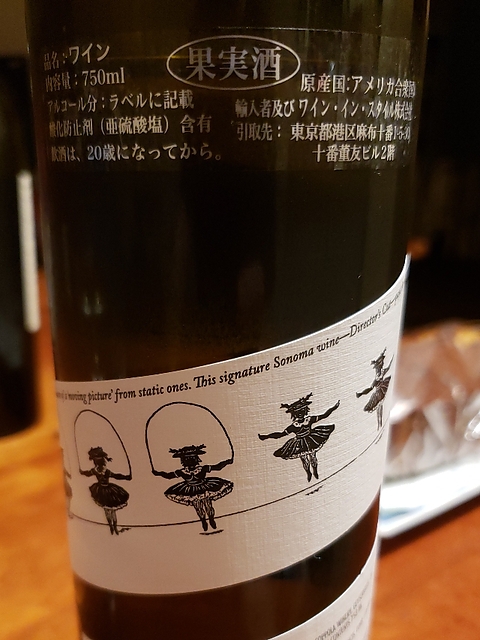 品名:ワイン
内容量:750ml
アルコール分:ラベルに記載
酸化防止剤(亜硫酸塩)含有
飲酒は、20歳になってから。
果実酒
原産国:アメリカ合衆国
輸入者及び ワイン・イン・スタイル株式会社
引取先: 東京都港区麻布十番1-5-
十番董友ビル2階
moving picture' from static ones. This signature Sonoma wine—Director's Cut